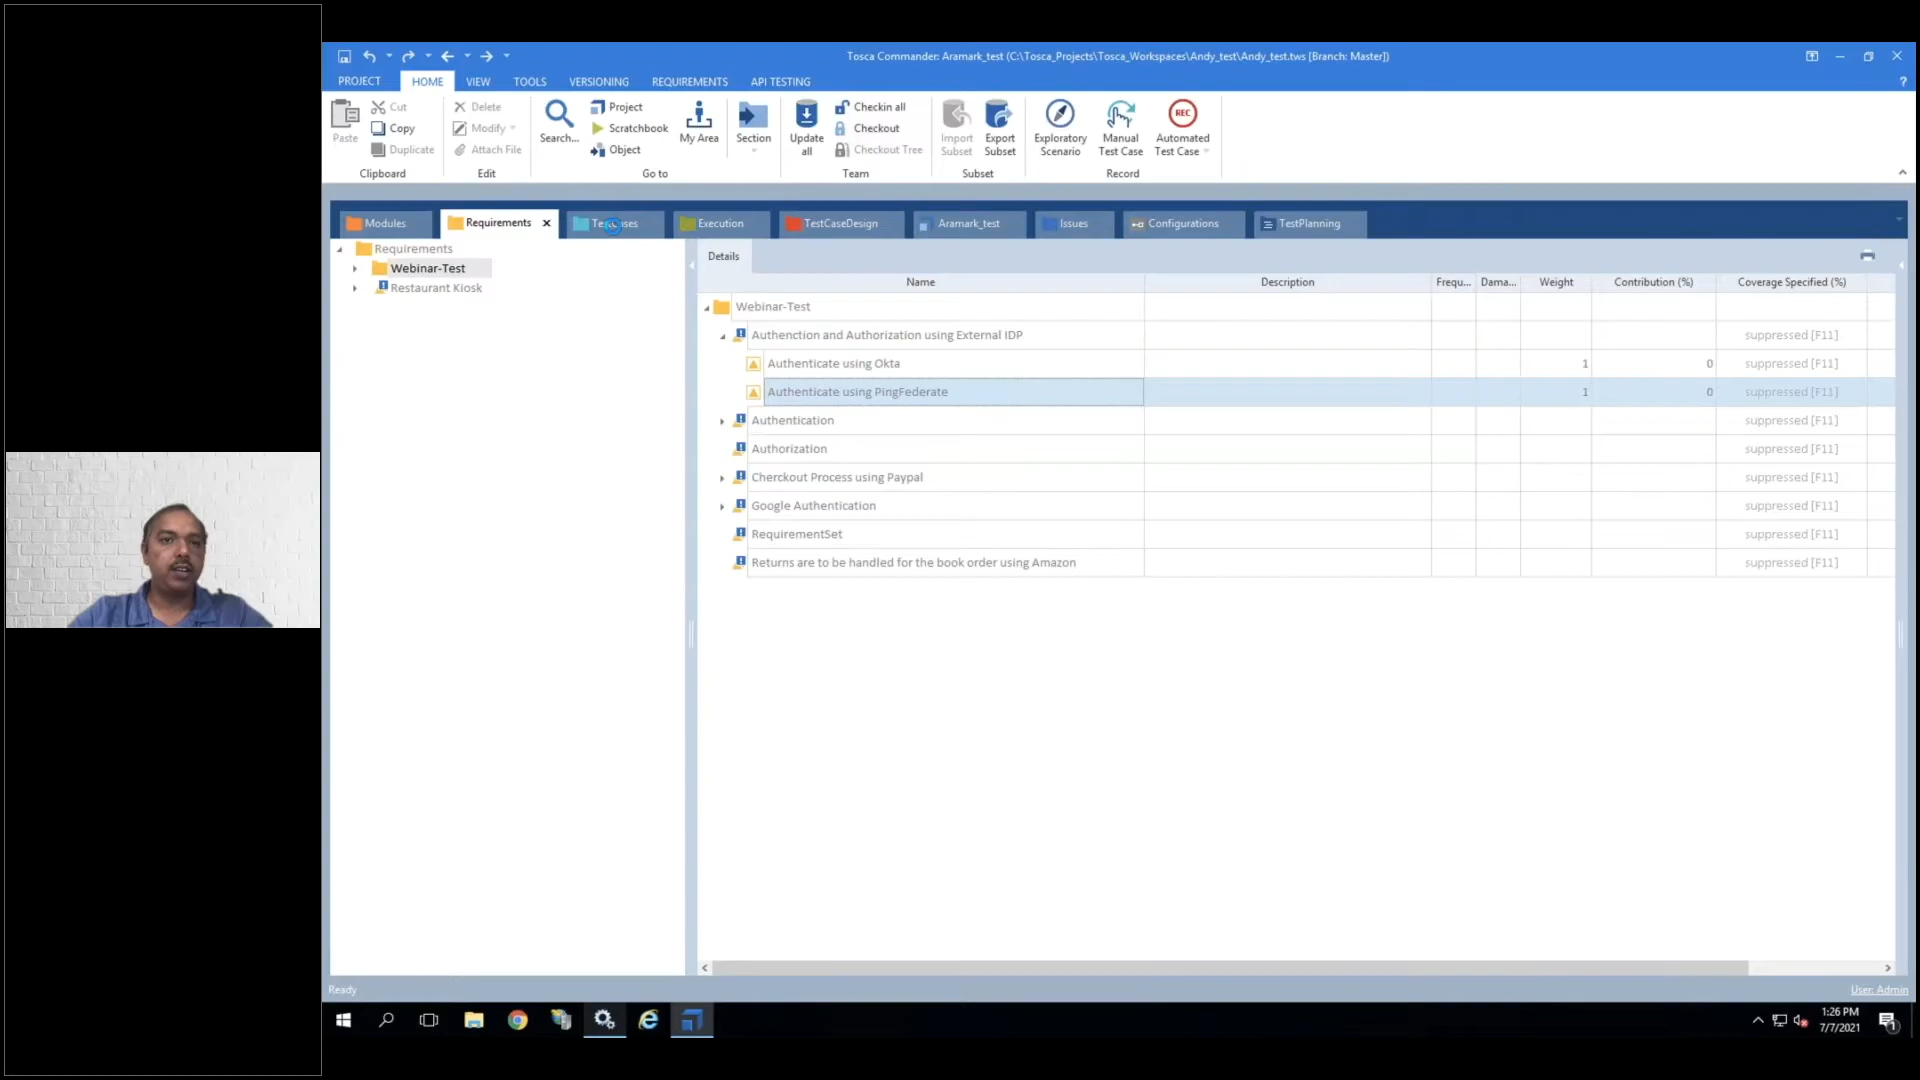 Tosca Commander: Aramark_test (C:\Tosca_Projects\Tosca_Workspaces\Andy_test\Andy_test.tws [Branch: Master])
PROJECT HOME VIEW TOOLS VERSIONING REQUIREMENTS API TESTING ?
Paste
Cut
Copy
Duplicate
Clipboard
Delete
Modify
Attach File
Edit
Search...
Project
Scratchbook
Object
My Area
Go to
Section
Update all
Checkin all
Checkout
Checkout Tree
Team
Import Subset
Export Subset
Subset
Exploratory Scenario
Manual Test Case
REC
Automated Test Case
Record
Modules Requirements Execution TestCaseDesign Aramark_test Issues Configurations TestPlanning
Requirements
Webinar-Test
Restaurant Kiosk
Details
Name Description Frequ... Dama... Weight Contribution (%) Coverage Specified (%)
Webinar-Test
Authenction and Authorization using External IDP suppressed [F11]
Authenticate using Okta 1 0 suppressed [F11]
Authenticate using PingFederate 1 0 suppressed [F11]
Authentication suppressed [F11]
Authorization suppressed [F11]
Cherckout Process using Paypal suppressed [F11]
Google Authentication suppressed [F11]
RequirementSet suppressed [F11]
Returns are to be handled for the book order using Amazon suppressed [F11]
Ready
User: Admin
1:26 PM
7/7/2021
1